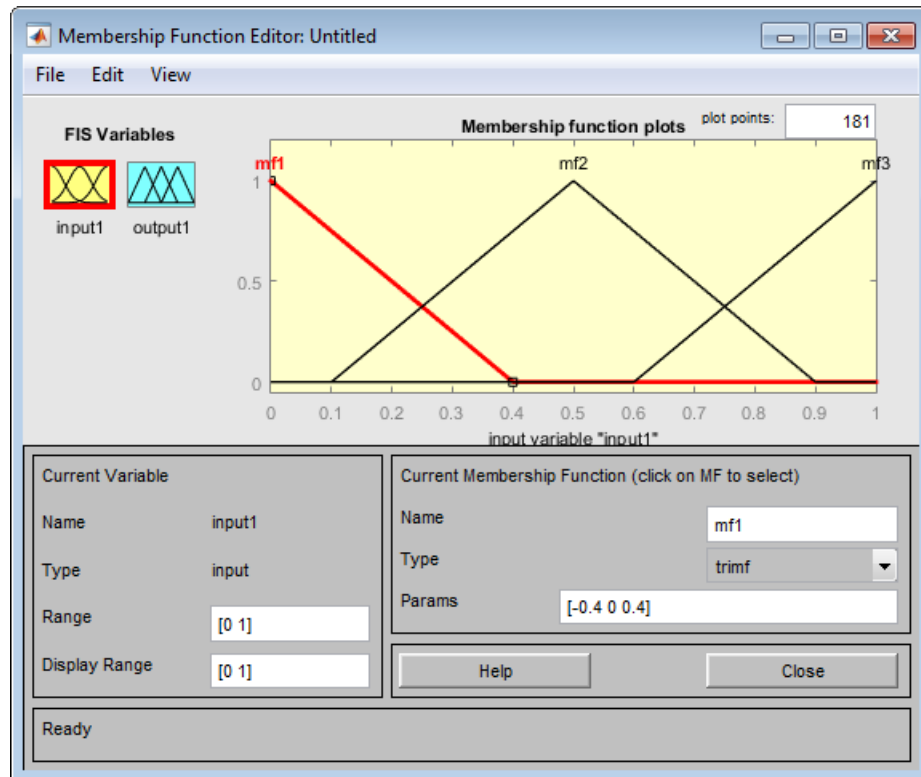 Membership Function Editor: Untitled
File Edit View
FIS Variables
input1 output1
Membership function plots plot points: 181
mf1 mf2 mf3
1
0.5
0
0 0.1 0.2 0.3 0.4 0.5 0.6 0.7 0.8 0.9 1
input variable "input1"
Current Variable
Name input1
Type input
Range [0 1]
Display Range [0 1]
Current Membership Function (click on MF to select)
Name mf1
Type trimf
Params [-0.4 0 0.4]
Help Close
Ready